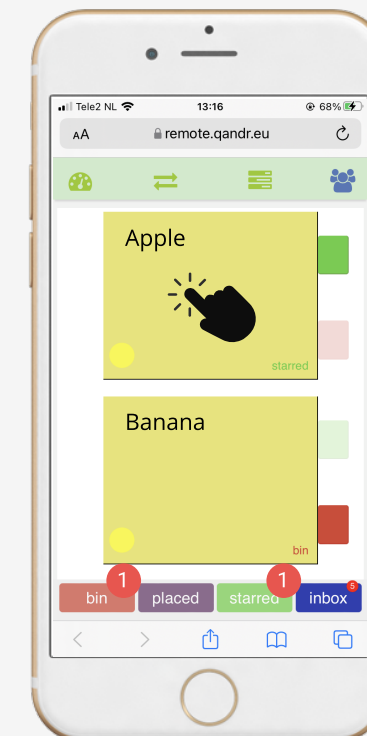 Tele2 NL 13:16 68%
AA remote.qandr.eu
Apple
starred
Banana
bin
1 1 5
bin placed starred inbox